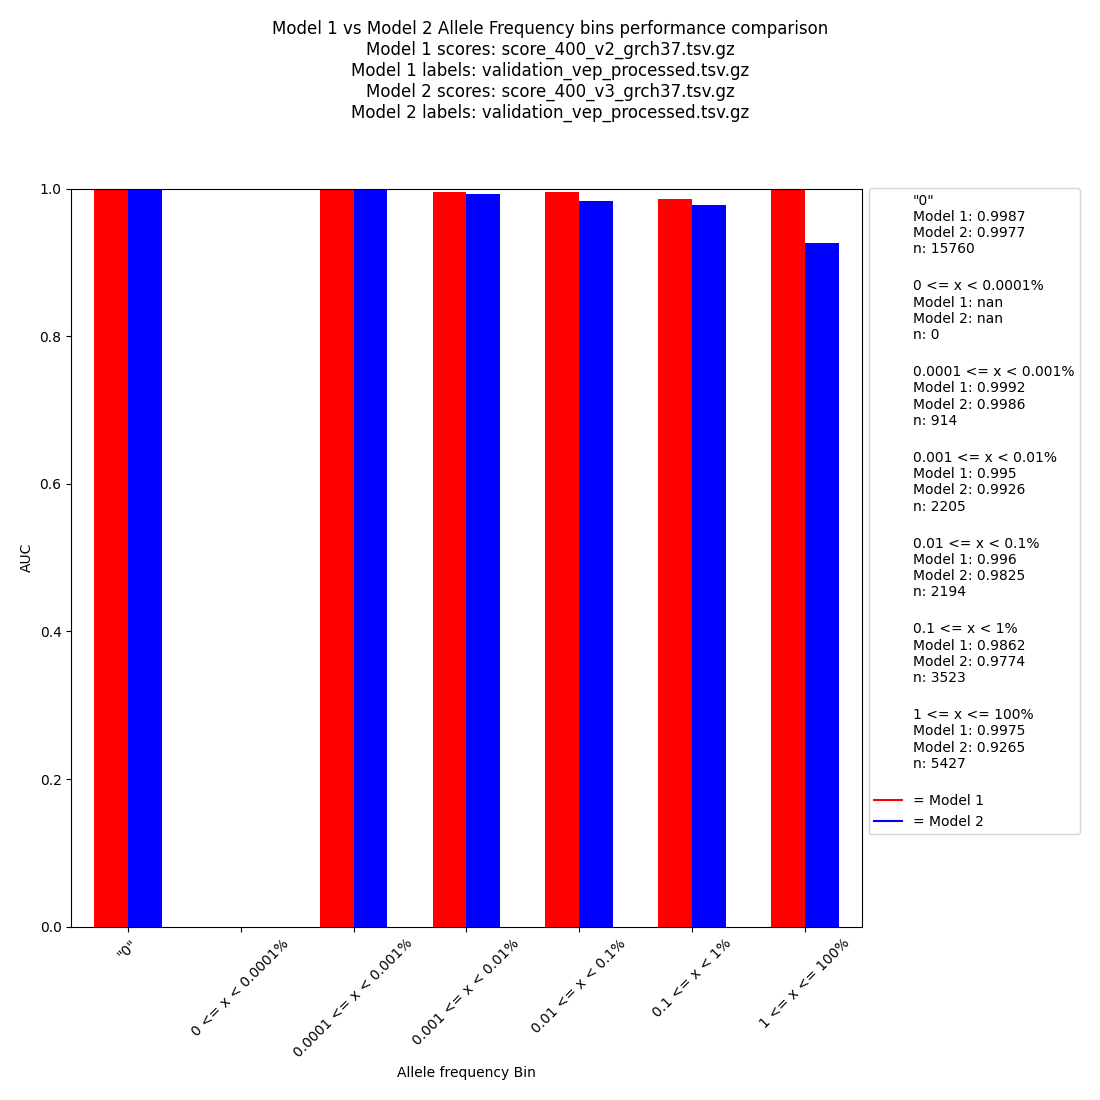 Model 1 vs Model 2 Allele Frequency bins performance comparison
Model 1 scores: score_400_v2_grch37.tsv.gz
Model 1 labels: validation_vep_processed.tsv.gz
Model 2 scores: score_400_v3_grch37.tsv.gz
Model 2 labels: validation_vep_processed.tsv.gz
1.0
0.8
0.6
0.4
0.2
0.0
AUC
"0"
0 <= x < 0.0001%
0.0001 <= x < 0.001%
0.001 <= x < 0.01%
0.01 <= x < 0.1%
0.1 <= x < 1%
1 <= x <= 100%
Allele frequency Bin
"0"
Model 1: 0.9987
Model 2: 0.9977
n: 15760
0 <= x < 0.0001%
Model 1: nan
Model 2: nan
n: 0
0.0001 <= x < 0.001%
Model 1: 0.9992
Model 2: 0.9986
n: 914
0.001 <= x < 0.01%
Model 1: 0.995
Model 2: 0.9926
n: 2205
0.01 <= x < 0.1%
Model 1: 0.996
Model 2: 0.9825
n: 2194
0.1 <= x < 1%
Model 1: 0.9862
Model 2: 0.9774
n: 3523
1 <= x <= 100%
Model 1: 0.9975
Model 2: 0.9265
n: 5427
= Model 1
= Model 2